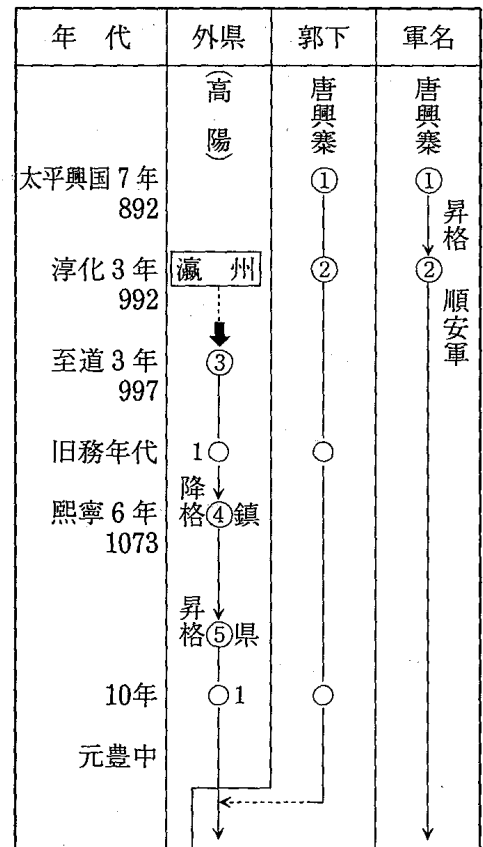 年代 外県 郭下 軍名
（高陽） 唐興寨 唐興寨
太平興国7年 ① ①
892
昇格
淳化3年 瀛州 ② ②
992
順安軍
至道3年 ③
997
旧務年代 1○ ○
降格
熙寧6年 ④鎮
1073
昇格
⑤県
10年 ○1 ○
元豊中